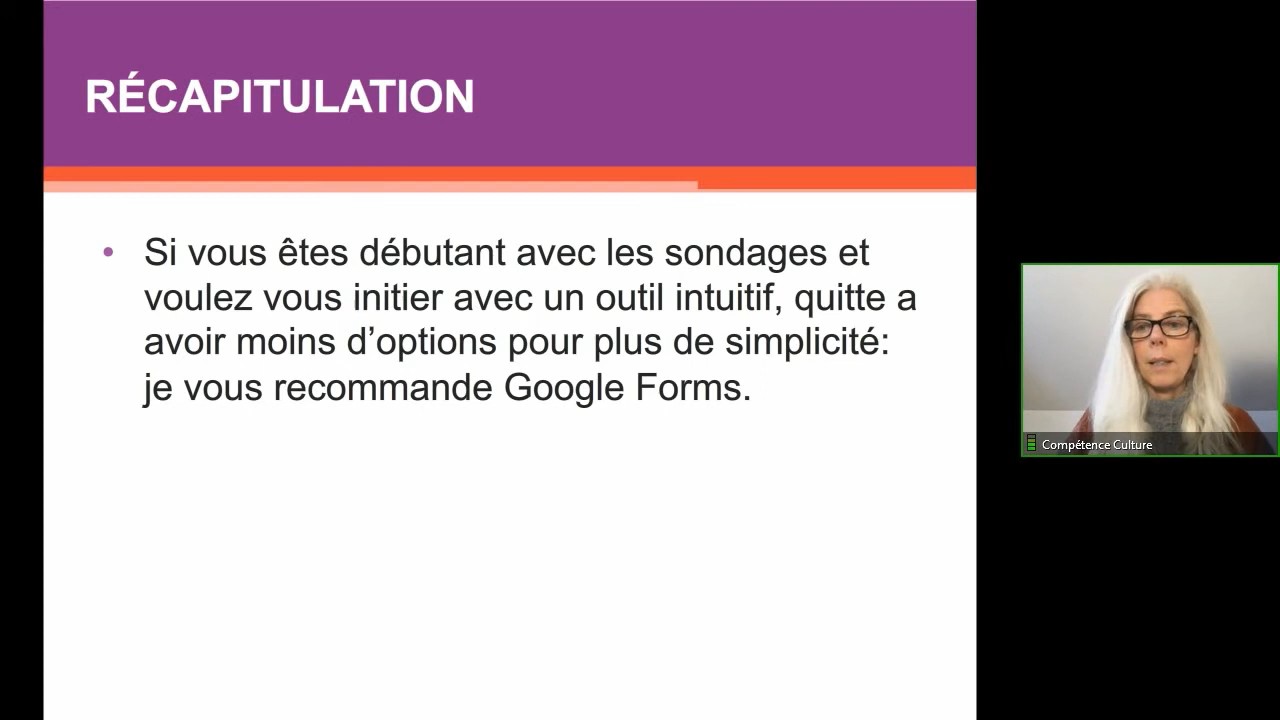 RÉCAPITULATION
• Si vous êtes débutant avec les sondages et
voulez vous initier avec un outil intuitif, quitte a
avoir moins d’options pour plus de simplicité:
je vous recommande Google Forms.
Compétence Culture